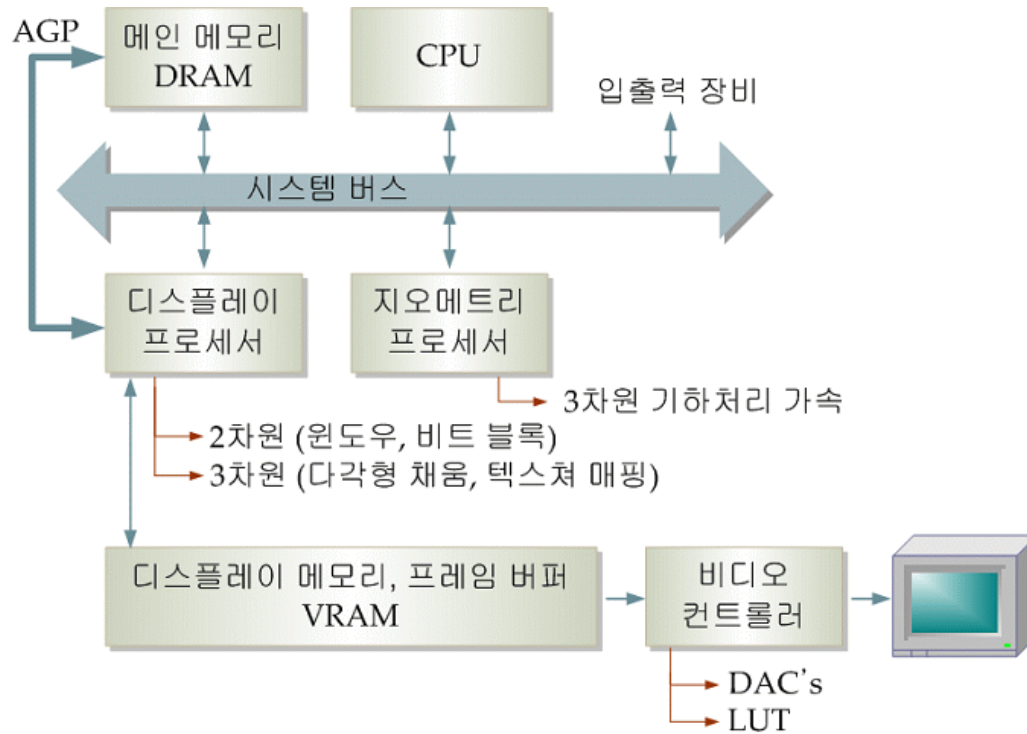 AGP
메인 메모리
DRAM
CPU
입출력 장비
시스템 버스
디스플레이
프로세서
지오메트리
프로세서
3차원 기하처리 가속
2차원 (윈도우, 비트 블록)
3차원 (다각형 채움, 텍스쳐 매핑)
디스플레이 메모리, 프레임 버퍼
VRAM
비디오
컨트롤러
DAC's
LUT